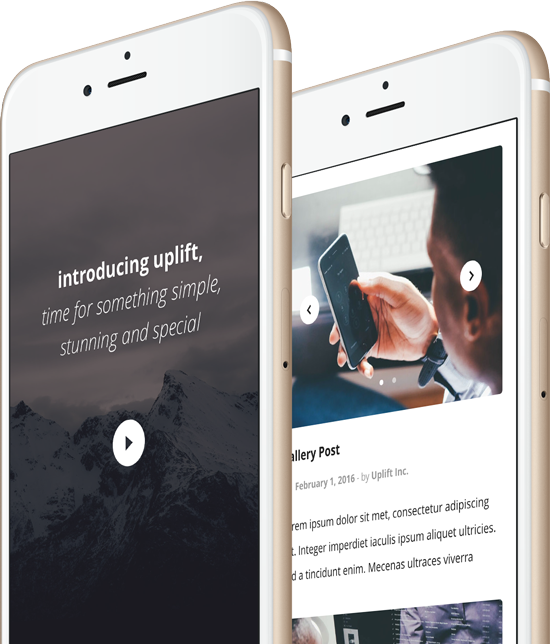 introducing uplift,
time for something simple,
stunning and special
allery Post
February 1, 2016 - by Uplift Inc.
rem ipsum dolor sit met, consectetur adipiscing
t. Integer imperdiet iaculis ipsum aliquet ultricies.
d a tincidunt enim. Mecenas ultraces viverra